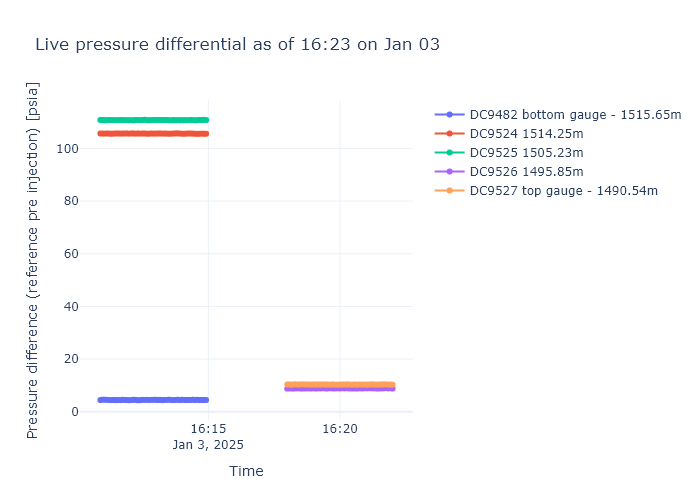 Live pressure differential as of 16:23 on Jan 03
Pressure difference (reference pre injection) [psia]
100
80
60
40
20
0
16:15
Jan 3, 2025
16:20
Time
DC9482 bottom gauge - 1515.65m
DC9524 1514.25m
DC9525 1505.23m
DC9526 1495.85m
DC9527 top gauge - 1490.54m